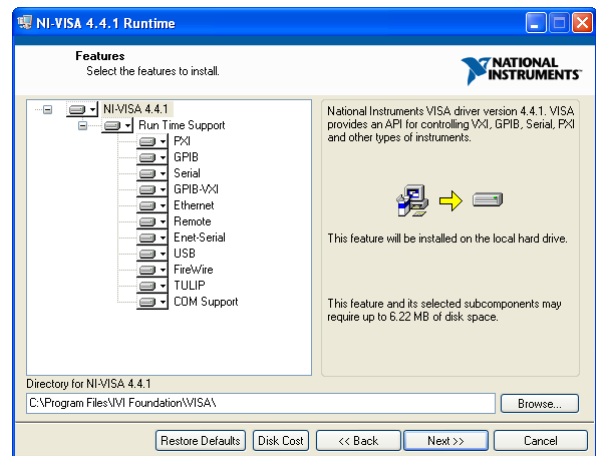 NI-VISA 4.4.1 Runtime
Features
Select the features to install.
NATIONAL
INSTRUMENTS
NI-VISA 4.4.1
Run Time Support
PXI
GPIB
Serial
GPIB-VXI
Ethernet
Remote
Enet-Serial
USB
FireWire
TULIP
COM Support
National Instruments VISA driver version 4.4.1. VISA
provides an API for controlling VXI, GPIB, Serial, PXI
and other types of instruments.
This feature will be installed on the local hard drive.
This feature and its selected subcomponents may
require up to 6.22 MB of disk space.
Directory for NI-VISA 4.4.1
C:\Program Files\IVI Foundation\VISA\
Browse...
Restore Defaults
Disk Cost
<< Back
Next >>
Cancel